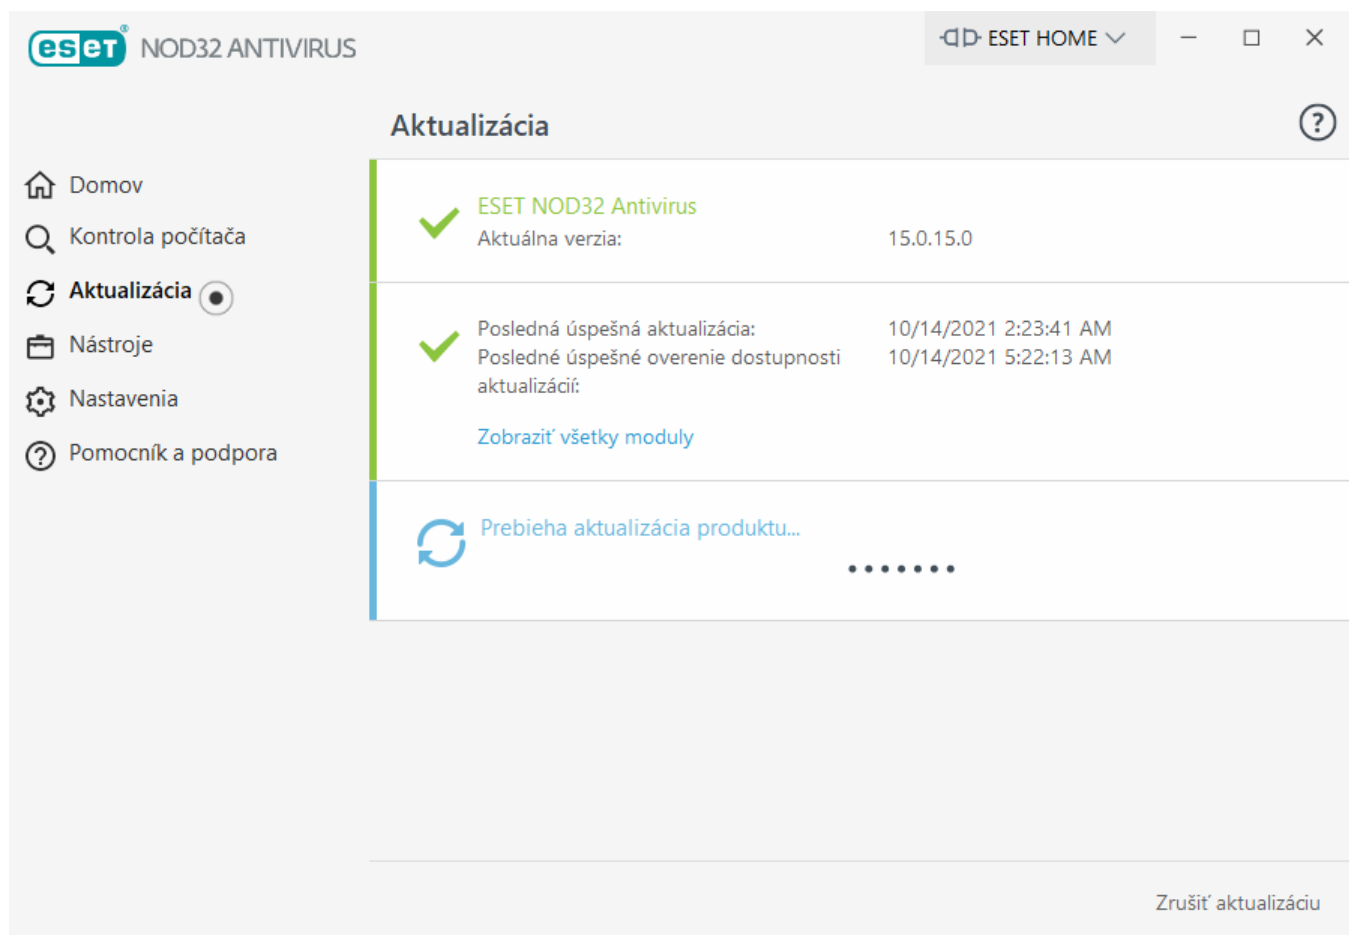 eset® NOD32 ANTIVIRUS
ESET HOME
Aktualizácia
?
Domov
Kontrola počítača
Aktualizácia
Nástroje
Nastavenia
Pomocník a podpora
ESET NOD32 Antivirus
Aktuálna verzia: 15.0.15.0
Posledná úspešná aktualizácia: 10/14/2021 2:23:41 AM
Posledné úspešné overenie dostupnosti 10/14/2021 5:22:13 AM
aktualizácií:
Zobraziť všetky moduly
Prebieha aktualizácia produktu...
Zrušiť aktualizáciu